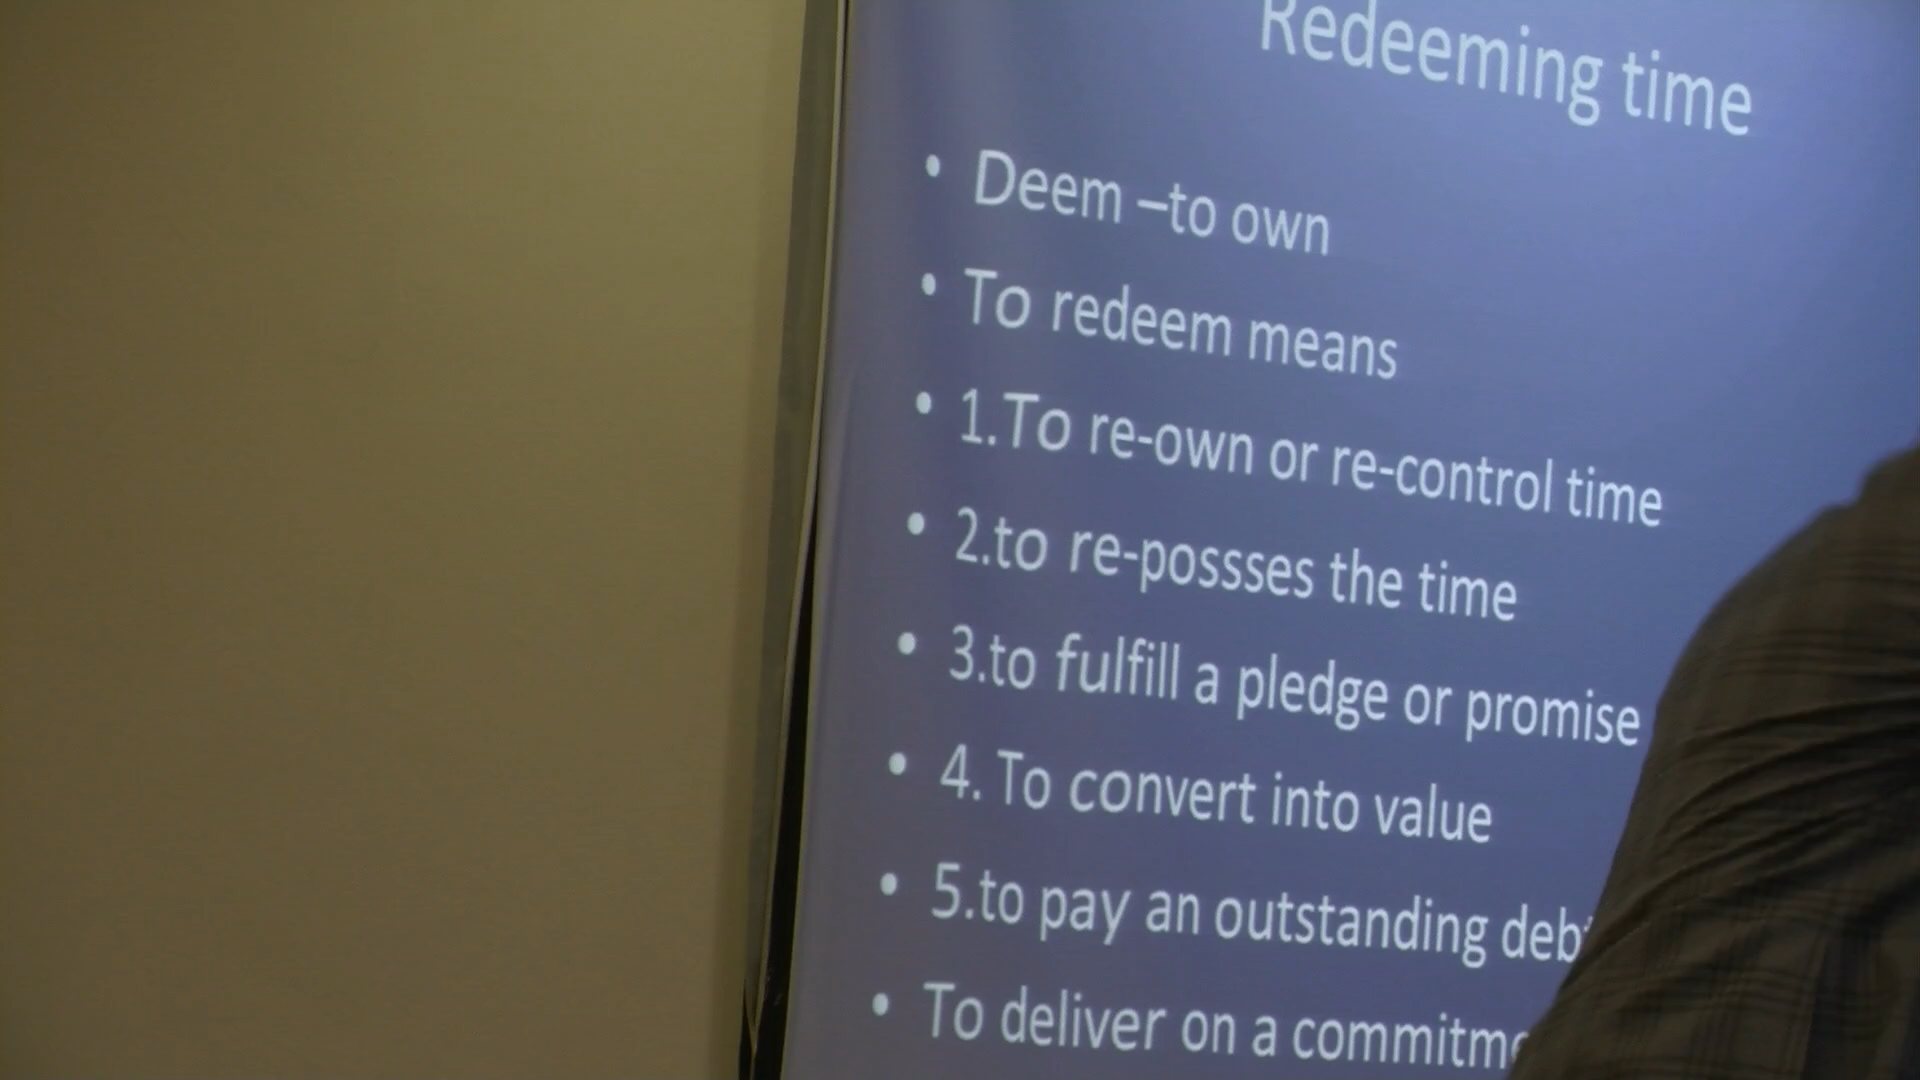 Redeeming time
• Deem –to own
• To redeem means
• 1.To re-own or re-control time
• 2.to re-possses the time
• 3.to fulfill a pledge or promise
• 4. To convert into value
• 5.to pay an outstanding debt
• To deliver on a